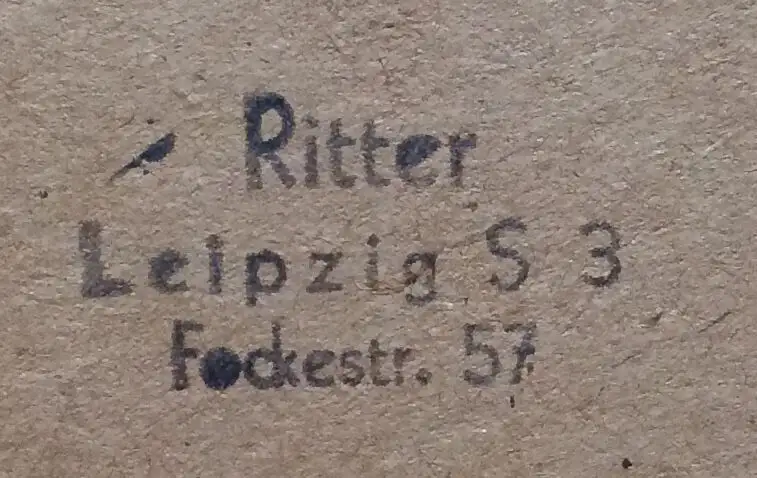 Ritter
Leipzig S 3
Fockestr. 57